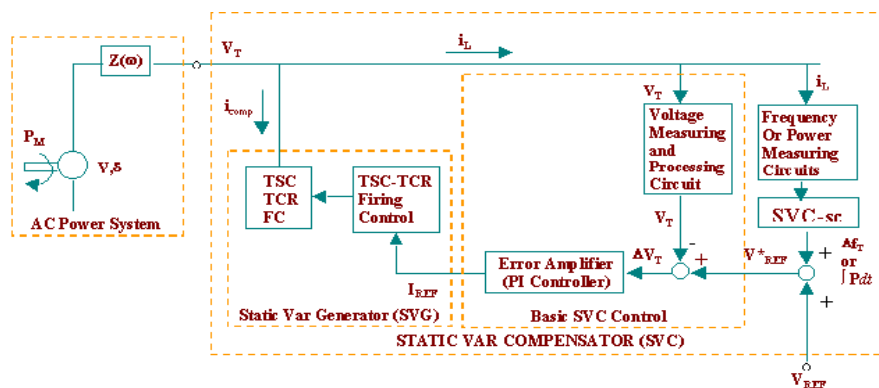 Z(ω)
V_T
i_L
i_comp
V_T
i_L
P_M
V,δ
AC Power System
Voltage
Measuring
and
Processing
Circuit
Frequency
Or Power
Measuring
Circuits
TSC
TCR
FC
TSC-TCR
Firing
Control
SVC-sc
V_T
-
+
ΔV_T
V*_REF
+
Δf_T
or
∫Pdt
+
Error Amplifier
(PI Controller)
I_REF
Static Var Generator (SVG)
Basic SVC Control
STATIC VAR COMPENSATOR (SVC)
V_REF